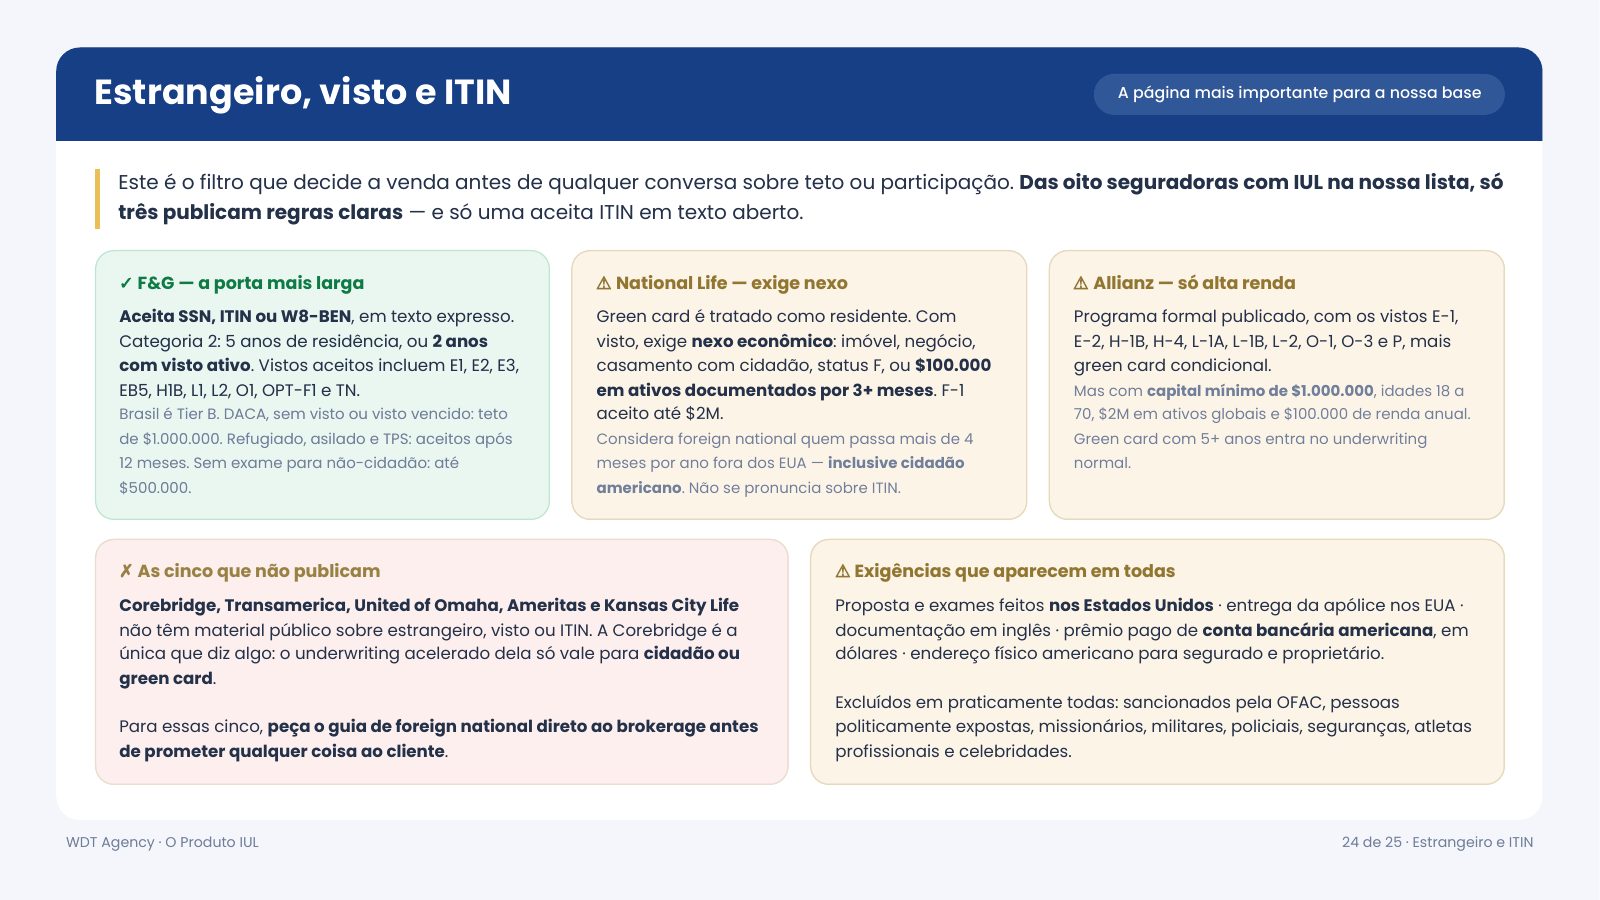 Estrangeiro, visto e ITIN
A página mais importante para a nossa base
Este é o filtro que decide a venda antes de qualquer conversa sobre teto ou participação. Das oito seguradoras com IUL na nossa lista, só
três publicam regras claras — e só uma aceita ITIN em texto aberto.
✓ F&G — a porta mais larga
Aceita SSN, ITIN ou W8-BEN, em texto expresso.
Categoria 2: 5 anos de residência, ou 2 anos
com visto ativo. Vistos aceitos incluem E1, E2, E3,
EB5, H1B, L1, L2, O1, OPT-F1 e TN.
Brasil é Tier B. DACA, sem visto ou visto vencido: teto
de $1.000.000. Refugiado, asilado e TPS: aceitos após
12 meses. Sem exame para não-cidadão: até
$500.000.
⚠ National Life — exige nexo
Green card é tratado como residente. Com
visto, exige nexo econômico: imóvel, negócio,
casamento com cidadão, status F, ou $100.000
em ativos documentados por 3+ meses. F-1
aceito até $2M.
Considera foreign national quem passa mais de 4
meses por ano fora dos EUA — inclusive cidadão
americano. Não se pronuncia sobre ITIN.
⚠ Allianz — só alta renda
Programa formal publicado, com os vistos E-1,
E-2, H-1B, H-4, L-1A, L-1B, L-2, O-1, O-3 e P, mais
green card condicional.
Mas com capital mínimo de $1.000.000, idades 18 a
70, $2M em ativos globais e $100.000 de renda anual.
Green card com 5+ anos entra no underwriting
normal.
✗ As cinco que não publicam
Corebridge, Transamerica, United of Omaha, Ameritas e Kansas City Life
não têm material público sobre estrangeiro, visto ou ITIN. A Corebridge é a
única que diz algo: o underwriting acelerado dela só vale para cidadão ou
green card.
Para essas cinco, peça o guia de foreign national direto ao brokerage antes
de prometer qualquer coisa ao cliente.
⚠ Exigências que aparecem em todas
Proposta e exames feitos nos Estados Unidos · entrega da apólice nos EUA ·
documentação em inglês · prêmio pago de conta bancária americana, em
dólares · endereço físico americano para segurado e proprietário.
Excluídos em praticamente todas: sancionados pela OFAC, pessoas
politicamente expostas, missionários, militares, policiais, seguranças, atletas
profissionais e celebridades.
WDT Agency · O Produto IUL
24 de 25 · Estrangeiro e ITIN